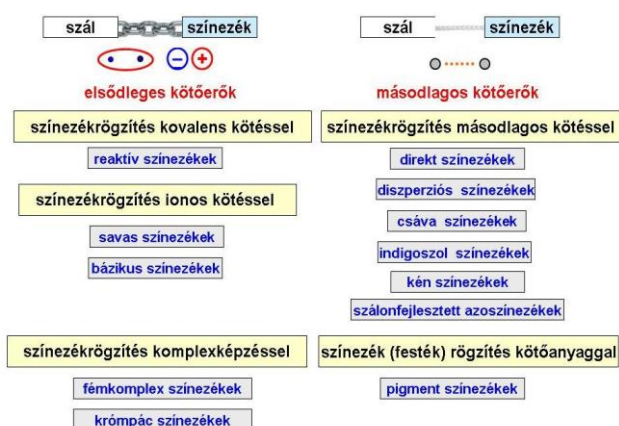 szál
színezék
elsődleges kötőerők
színezékrögzítés kovalens kötéssel
reaktív színezékek
színezékrögzítés ionos kötéssel
savas színezékek
bázikus színezékek
színezékrögzítés komplexképzéssel
fémkomplex színezékek
krómpác színezékek
szál
színezék
másodlagos kötőerők
színezékrögzítés másodlagos kötéssel
direkt színezékek
diszperziós színezékek
csáva színezékek
indigoszol színezékek
kén színezékek
szálonfejlesztett azoszínezékek
színezék (festék) rögzítés kötőanyaggal
pigment színezékek